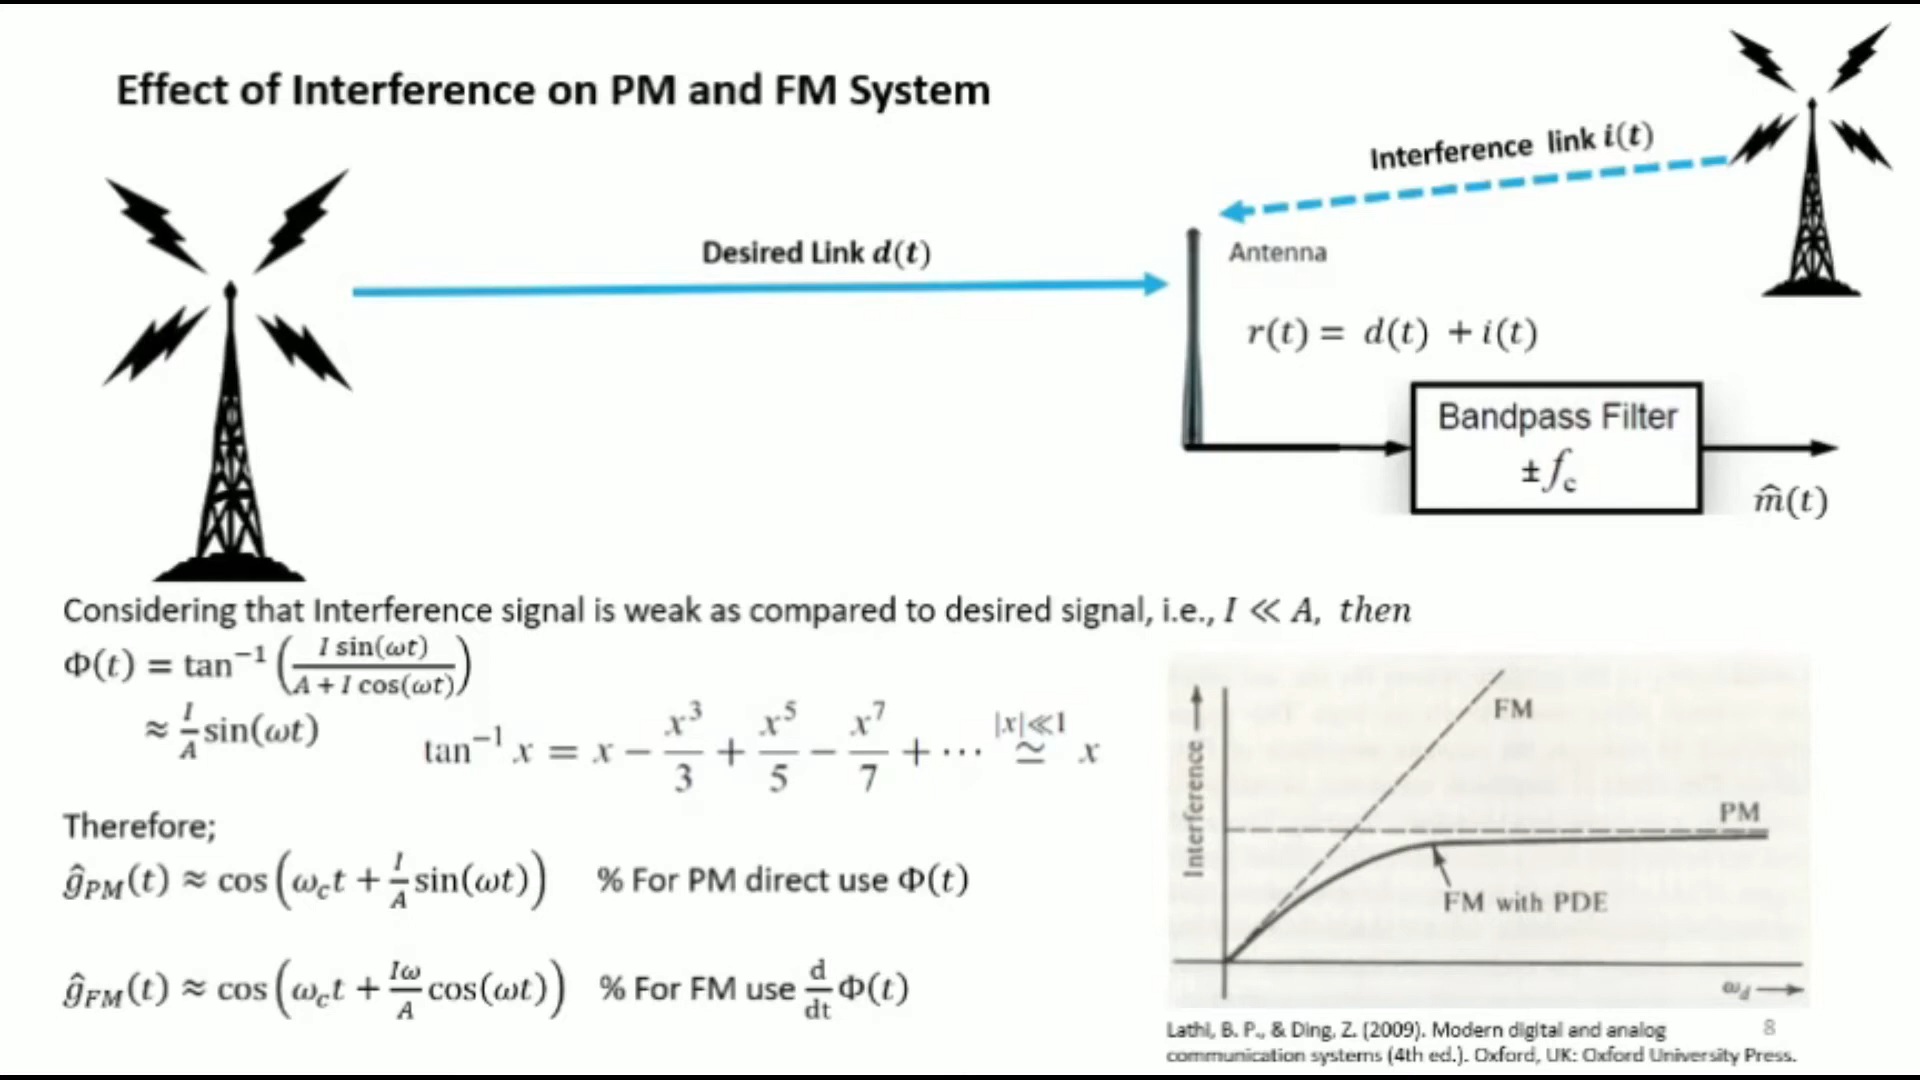 Effect of Interference on PM and FM System
Interference link i(t)
Desired Link d(t)
Antenna
r(t) = d(t) + i(t)
Bandpass Filter
±f_c
m̂(t)
Considering that Interference signal is weak as compared to desired signal, i.e., I ≪ A, then
Φ(t) = tan⁻¹ (I sin(ωt) / A + I cos(ωt))
≈ I/A sin(ωt)
tan⁻¹ x = x − x³/3 + x⁵/5 − x⁷/7 + ⋯ |x|≪1 ≃ x
Therefore;
ĝ_PM(t) ≈ cos(ω_c t + I/A sin(ωt)) % For PM direct use Φ(t)
ĝ_FM(t) ≈ cos(ω_c t + Iω/A cos(ωt)) % For FM use d/dt Φ(t)
Interference
FM
PM
FM with PDE
ω_d
Lathi, B. P., & Ding, Z. (2009). Modern digital and analog
communication systems (4th ed.). Oxford, UK: Oxford University Press.
8